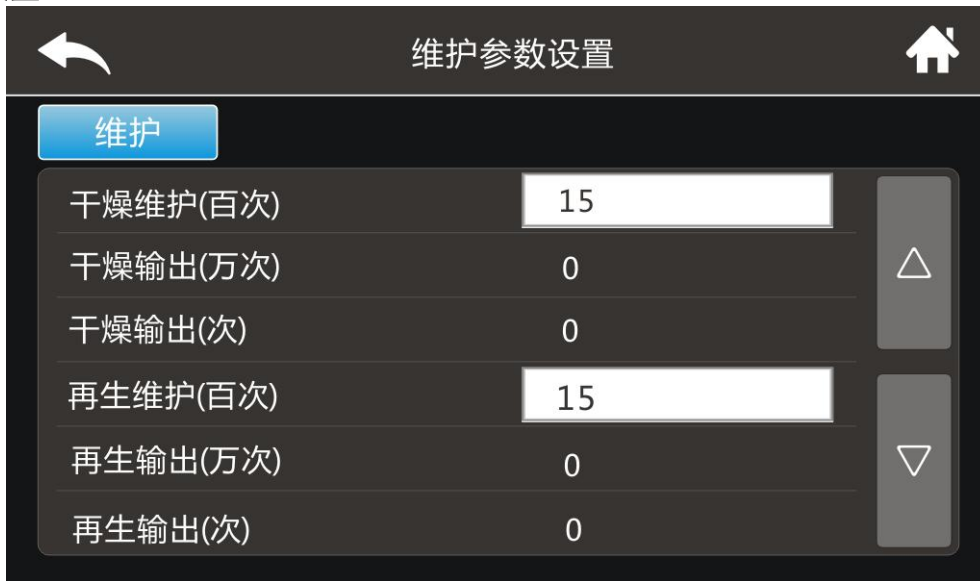 维护参数设置
维护
干燥维护(百次) 15
干燥输出(万次) 0
干燥输出(次) 0
再生维护(百次) 15
再生输出(万次) 0
再生输出(次) 0